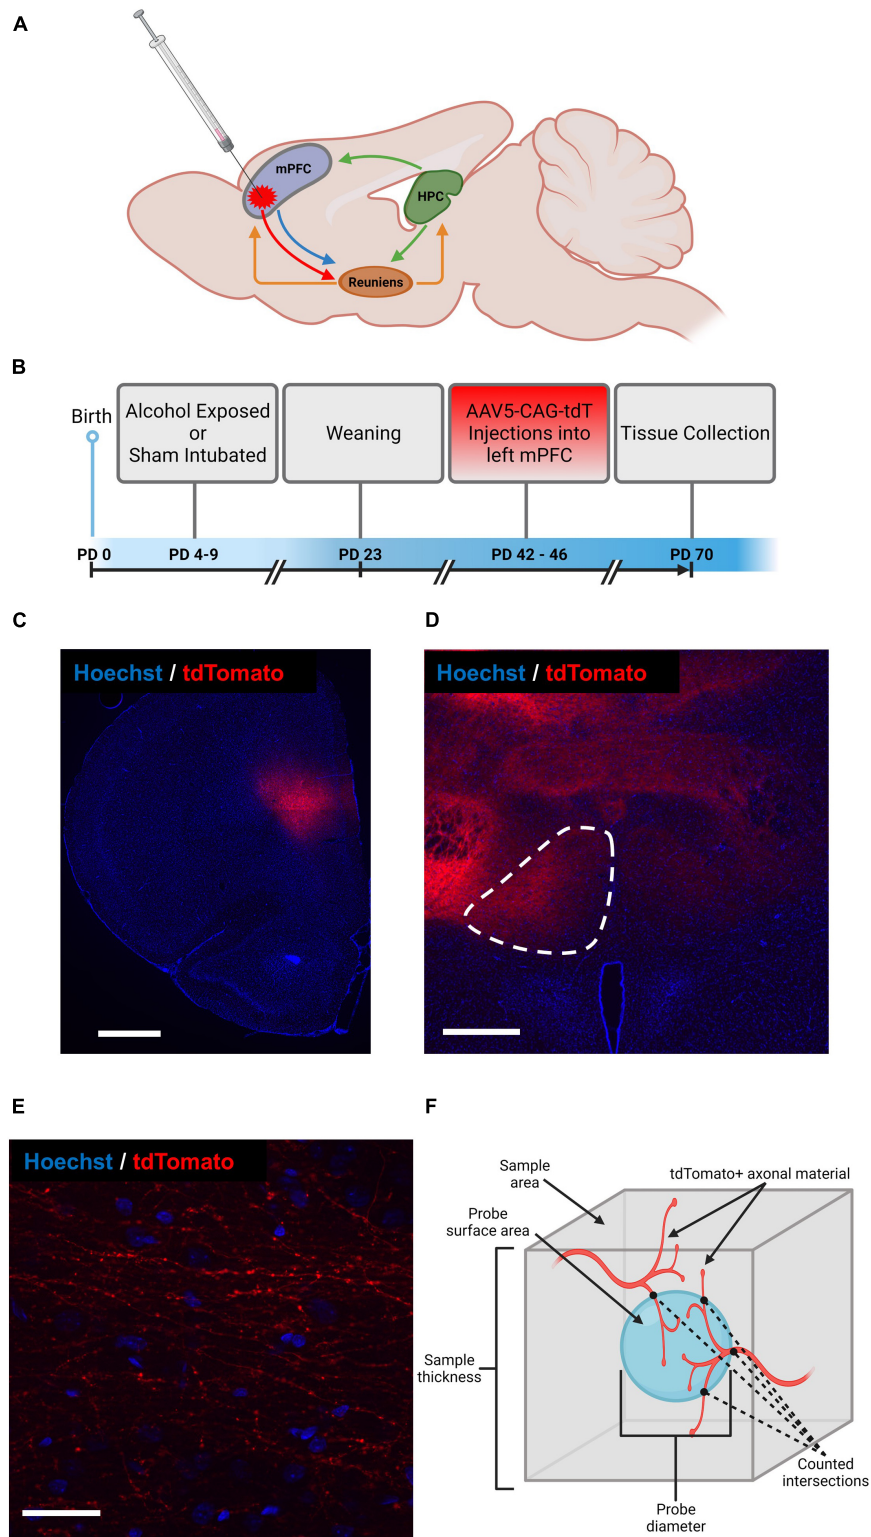 A
mPFC
HPC
Reuniens
B
Birth
Alcohol Exposed
or
Sham Intubated
Weaning
AAV5-CAG-tdT
Injections into
left mPFC
Tissue Collection
PD 0
PD 4-9
PD 23
PD 42 - 46
PD 70
C
Hoechst / tdTomato
D
Hoechst / tdTomato
E
Hoechst / tdTomato
F
Sample
area
tdTomato+ axonal material
Probe
surface area
Sample
thickness
Counted
intersections
Probe
diameter